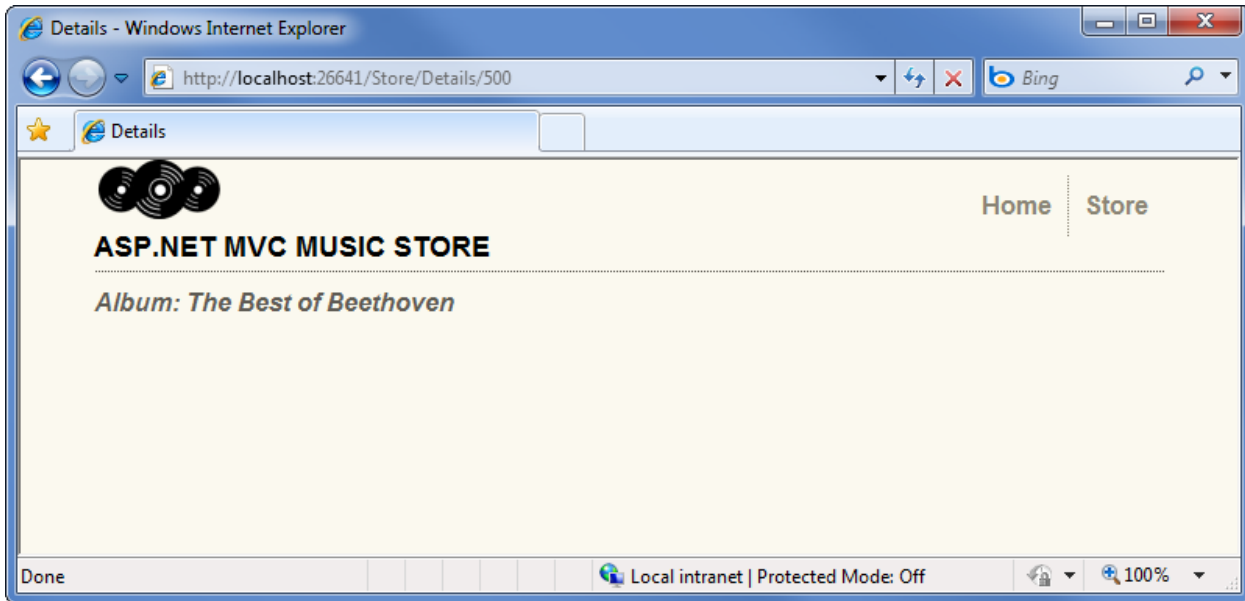 Details - Windows Internet Explorer
http://localhost:26641/Store/Details/500
Bing
Details
Home
Store
ASP.NET MVC MUSIC STORE
Album: The Best of Beethoven
Done
Local intranet | Protected Mode: Off
100%